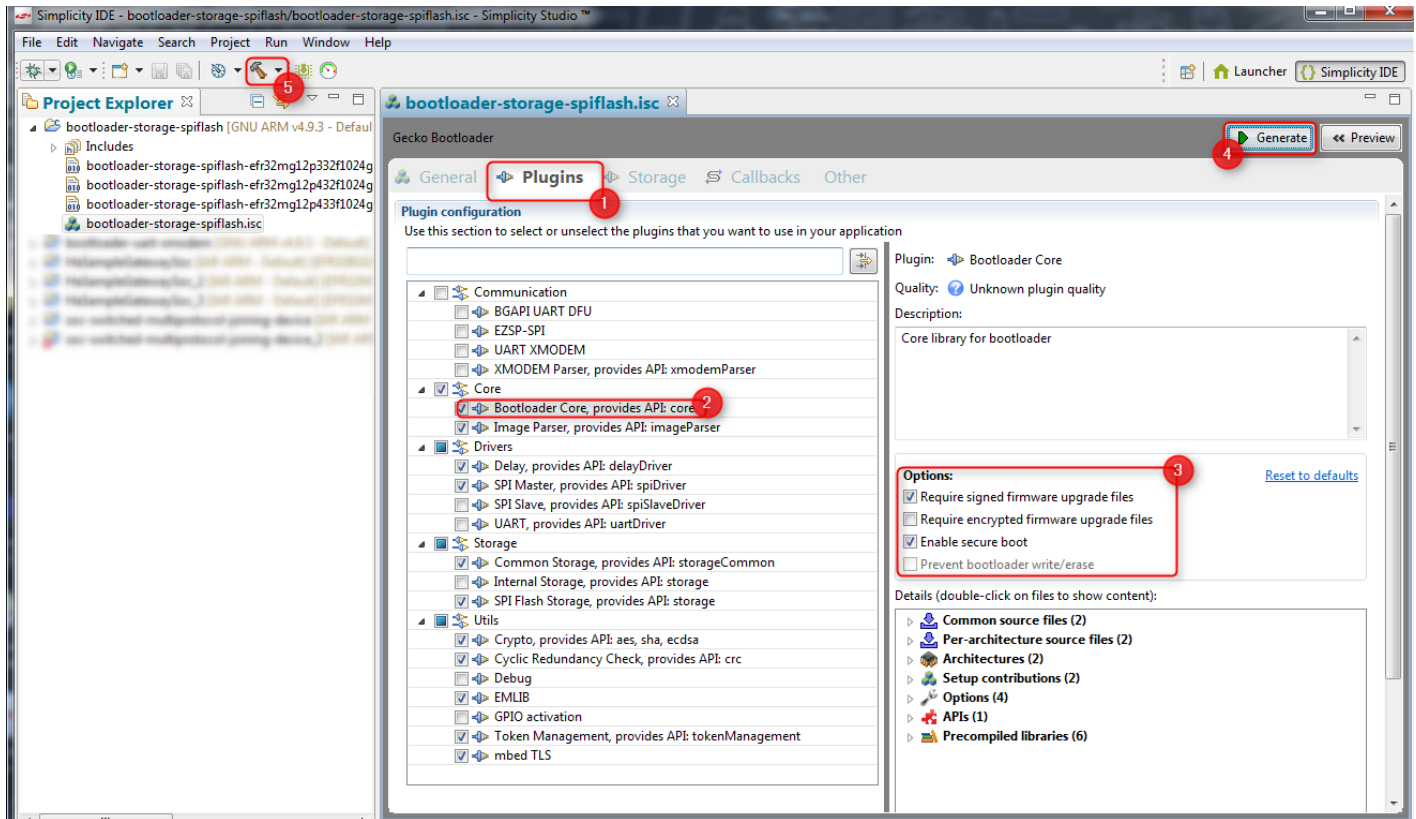 Simplicity IDE - bootloader-storage-spiflash/bootloader-storage-spiflash.isc - Simplicity Studio ™
File Edit Navigate Search Project Run Window Help
5
Launcher Simplicity IDE
Project Explorer
bootloader-storage-spiflash.isc
bootloader-storage-spiflash [GNU ARM v4.9.3 - Defaul
Includes
bootloader-storage-spiflash-efr32mg12p332f1024g
bootloader-storage-spiflash-efr32mg12p432f1024g
bootloader-storage-spiflash-efr32mg12p433f1024g
bootloader-storage-spiflash.isc
Gecko Bootloader
Generate
Preview
4
General Plugins Storage Callbacks Other
1
Plugin configuration
Use this section to select or unselect the plugins that you want to use in your application
Communication
BGAPI UART DFU
EZSP-SPI
UART XMODEM
XMODEM Parser, provides API: xmodemParser
Core
Bootloader Core, provides API: core
2
Image Parser, provides API: imageParser
Drivers
Delay, provides API: delayDriver
SPI Master, provides API: spiDriver
SPI Slave, provides API: spiSlaveDriver
UART, provides API: uartDriver
Storage
Common Storage, provides API: storageCommon
Internal Storage, provides API: storage
SPI Flash Storage, provides API: storage
Utils
Crypto, provides API: aes, sha, ecdsa
Cyclic Redundancy Check, provides API: crc
Debug
EMLIB
GPIO activation
Token Management, provides API: tokenManagement
mbed TLS
Plugin: Bootloader Core
Quality: Unknown plugin quality
Description:
Core library for bootloader
3
Options:
Reset to defaults
Require signed firmware upgrade files
Require encrypted firmware upgrade files
Enable secure boot
Prevent bootloader write/erase
Details (double-click on files to show content):
Common source files (2)
Per-architecture source files (2)
Architectures (2)
Setup contributions (2)
Options (4)
APIs (1)
Precompiled libraries (6)